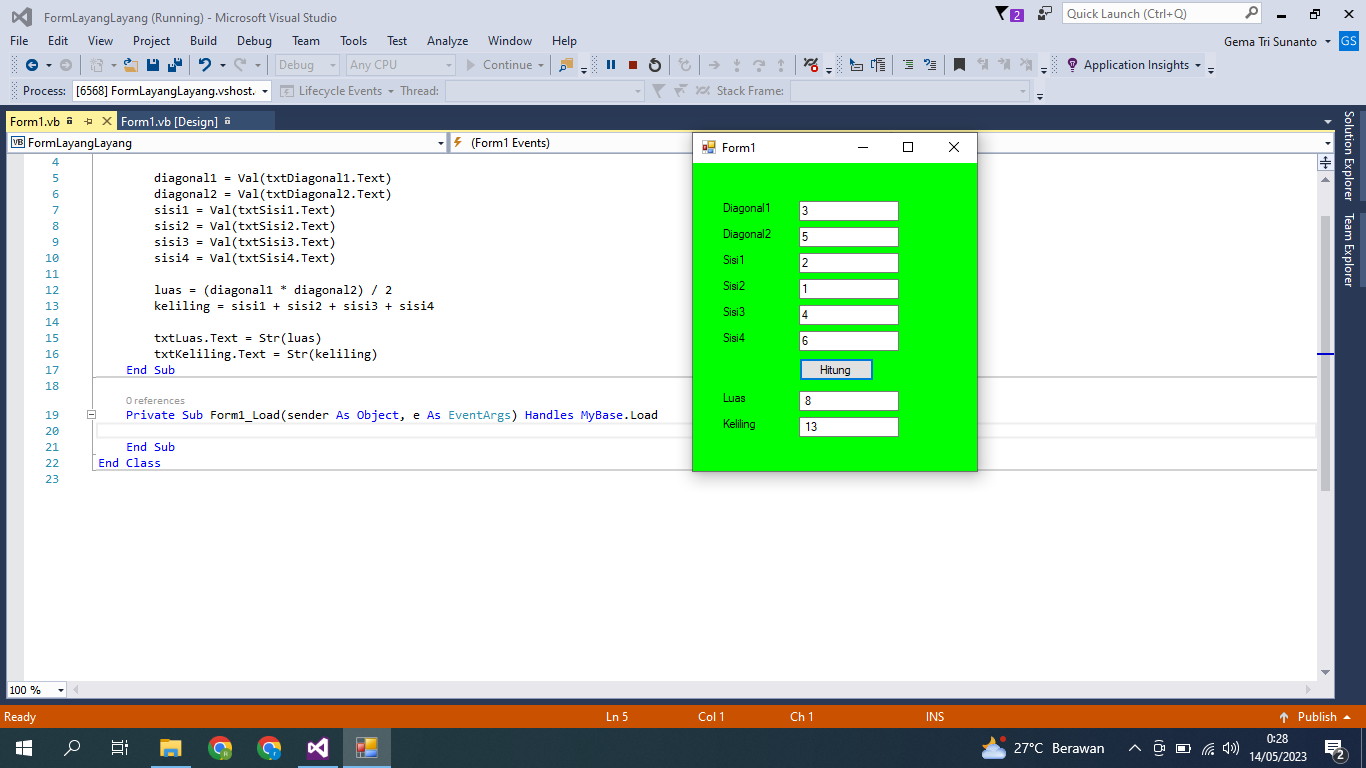 FormLayangLayang (Running) - Microsoft Visual Studio
2
Quick Launch (Ctrl+Q)
File Edit View Project Build Debug Team Tools Test Analyze Window Help
Gema Tri Sunanto GS
Debug Any CPU Continue Application Insights
Process: [6568] FormLayangLayang.vshost. Lifecycle Events Thread: Stack Frame:
Form1.vb Form1.vb [Design]
VB FormLayangLayang (Form1 Events)
4
5 diagonal1 = Val(txtDiagonal1.Text)
6 diagonal2 = Val(txtDiagonal2.Text)
7 sisi1 = Val(txtSisi1.Text)
8 sisi2 = Val(txtSisi2.Text)
9 sisi3 = Val(txtSisi3.Text)
10 sisi4 = Val(txtSisi4.Text)
11
12 luas = (diagonal1 * diagonal2) / 2
13 keliling = sisi1 + sisi2 + sisi3 + sisi4
14
15 txtLuas.Text = Str(luas)
16 txtKeliling.Text = Str(keliling)
17 End Sub
18
0 references
19 Private Sub Form1_Load(sender As Object, e As EventArgs) Handles MyBase.Load
20
21 End Sub
22 End Class
23
Form1
Diagonal1 3
Diagonal2 5
Sisi1 2
Sisi2 1
Sisi3 4
Sisi4 6
Hitung
Luas 8
Keliling 13
Solution Explorer
Team Explorer
100 %
Ready Ln 5 Col 1 Ch 1 INS Publish
27°C Berawan
0:28
14/05/2023
2